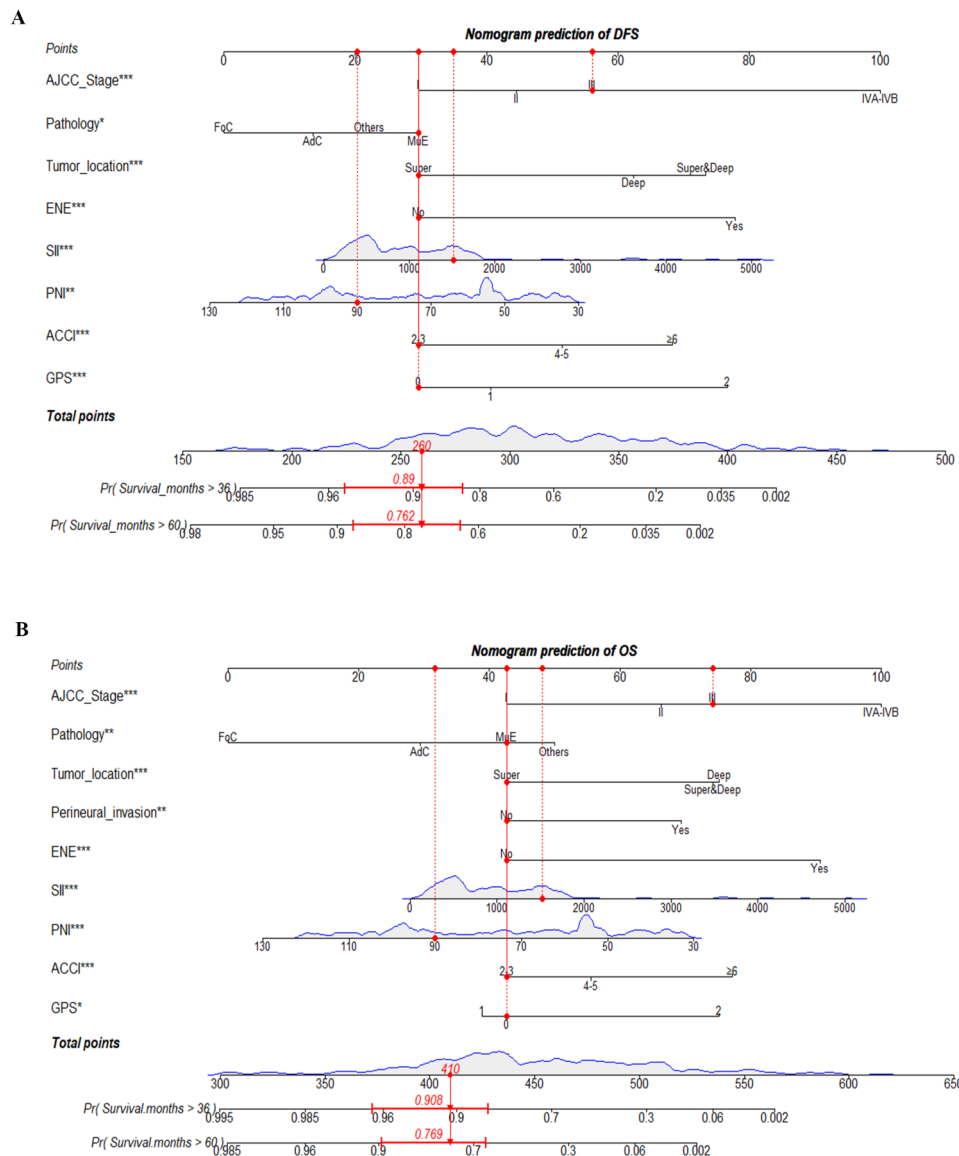 A
Nomogram prediction of DFS
Points
0 20 40 60 80 100
AJCC_Stage***
I II III IVA-IVB
Pathology*
FoC AdC Others MuE
Tumor_location***
Super Deep Super&Deep
ENE***
No Yes
SII***
0 1000 2000 3000 4000 5000
PNI**
130 110 90 70 50 30
ACCI***
2-3 4-5 ≥6
GPS***
0 1 2
Total points
260
150 200 250 300 350 400 450 500
0.89
Pr( Survival_months > 36 )
0.985 0.96 0.9 0.8 0.6 0.2 0.035 0.002
0.762
Pr( Survival_months > 60 )
0.98 0.95 0.9 0.8 0.6 0.2 0.035 0.002
B
Nomogram prediction of OS
Points
0 20 40 60 80 100
AJCC_Stage***
I II III IVA-IVB
Pathology**
FoC AdC MuE Others
Tumor_location***
Super Deep Super&Deep
Perineural_invasion**
No Yes
ENE***
No Yes
SII***
0 1000 2000 3000 4000 5000
PNI***
130 110 90 70 50 30
ACCI***
2-3 4-5 ≥6
GPS*
1 0 2
Total points
410
300 350 400 450 500 550 600 650
0.908
Pr( Survival.months > 36 )
0.995 0.985 0.96 0.9 0.7 0.3 0.06 0.002
0.769
Pr( Survival.months > 60 )
0.985 0.96 0.9 0.7 0.3 0.06 0.002